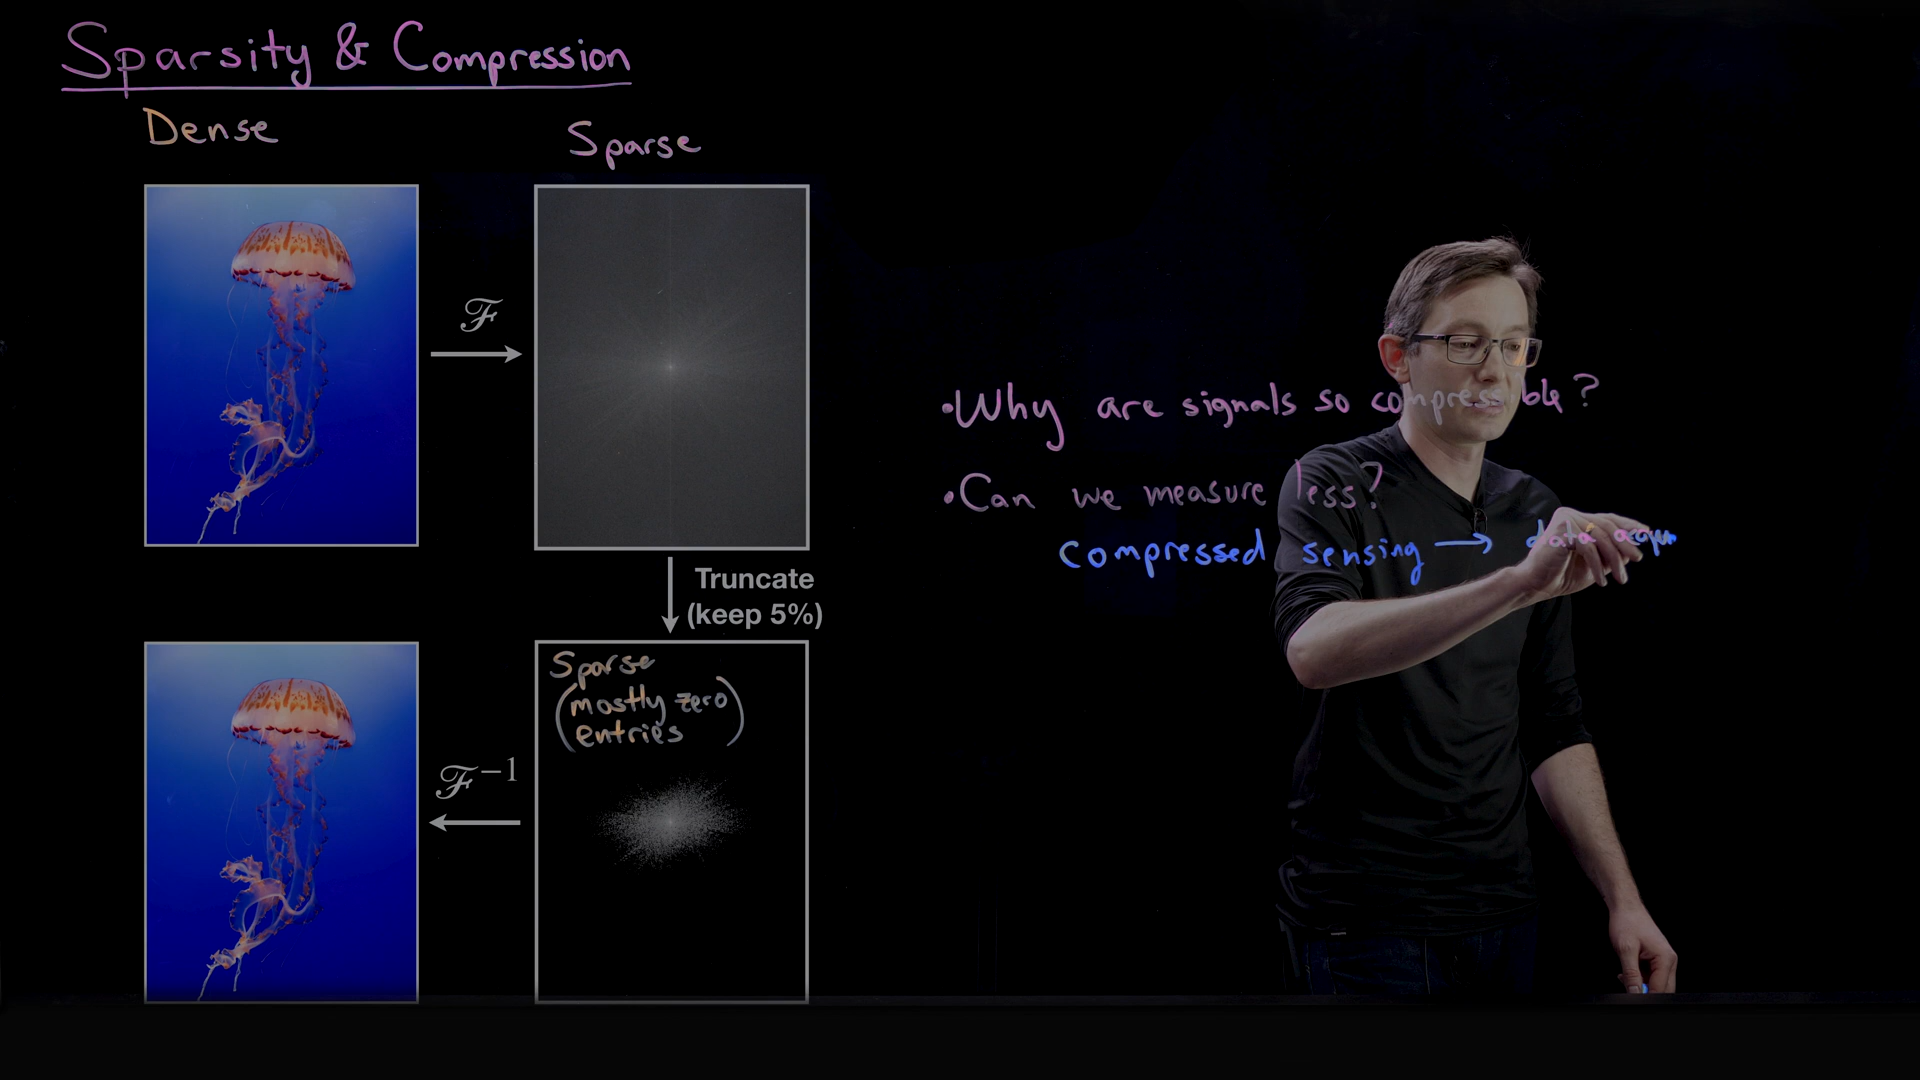 Sparsity & Compression
Dense
Sparse
ℱ
Truncate
(keep 5%)
Sparse
(mostly zero
entries)
ℱ⁻¹
•Why are signals so compressible?
•Can we measure less?
compressed sensing → data